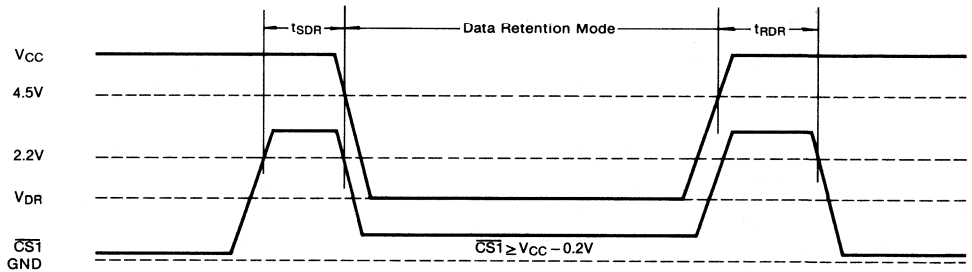 tSDR Data Retention Mode tRDR
VCC
4.5V
2.2V
VDR
CS1
CS1 ≥ VCC – 0.2V
GND